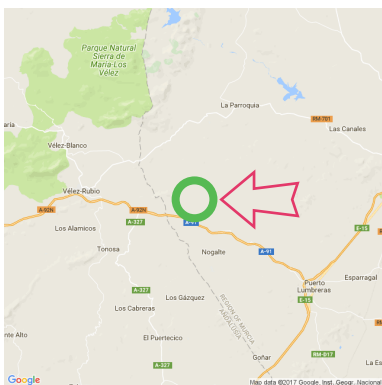 Parque Natural
Sierra de
María-Los
Vélez
La Parroquia
RM-701
Las Canales
aría
Vélez-Blanco
Vélez-Rubio
A-92N
A-92N
A-327
A-91
E-15
Los Alamicos
Tonosa
Nogalte
A-91
A-327
Esparragal
Puerto
Lumbreras
E-15
Los Gázquez
Los Cabreras
REGIÓN DE MURCIA
ANDALUCÍA
nte Alto
El Puertecico
Goñar
RM-D17
La Es
A-327
Google
Map data ©2017 Google, Inst. Geogr. Nacional